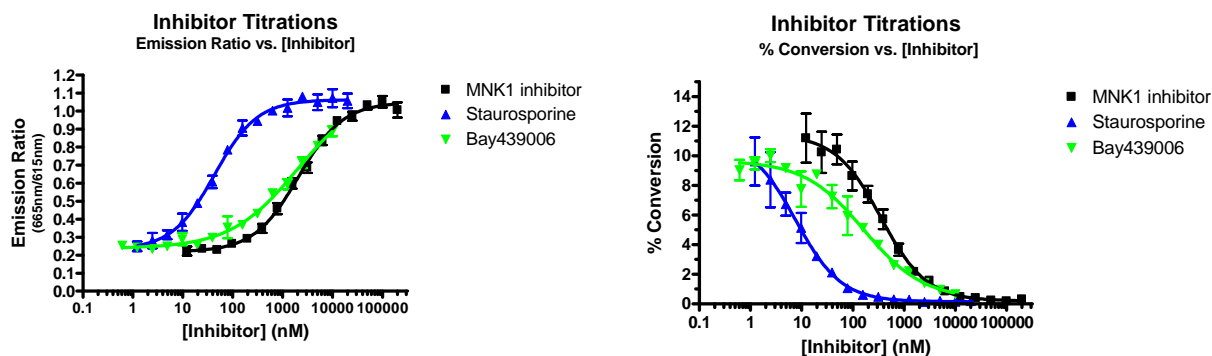 Inhibitor Titrations
Emission Ratio vs. [Inhibitor]
1.2
1.1
1.0
0.9
0.8
0.7
0.6
0.5
0.4
0.3
0.2
0.1
0.0
Emission Ratio
(665nm/615nm)
0.1 1 10 100 1000 10000 100000
[Inhibitor] (nM)
MNK1 inhibitor
Staurosporine
Bay439006
Inhibitor Titrations
% Conversion vs. [Inhibitor]
14
12
10
8
6
4
2
0
% Conversion
0.1 1 10 100 1000 10000 100000
[Inhibitor] (nM)
MNK1 inhibitor
Staurosporine
Bay439006